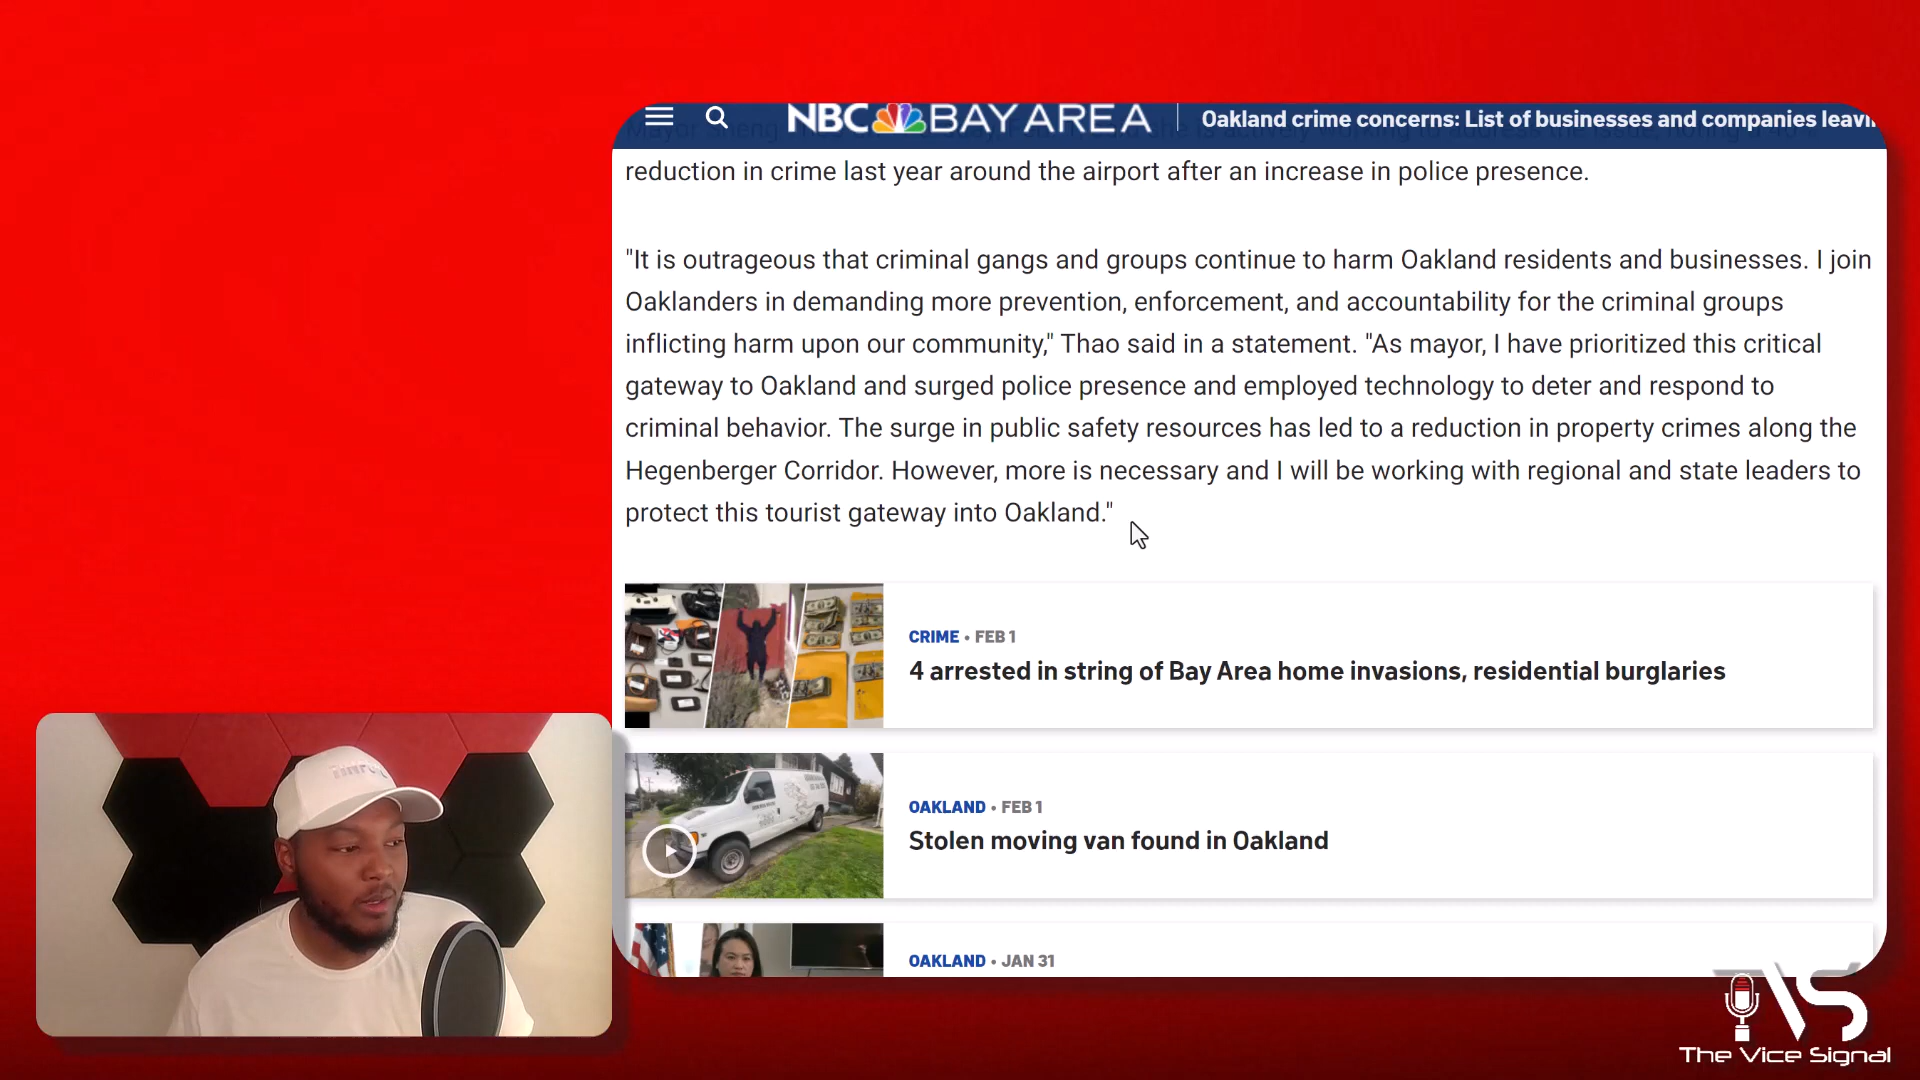 NBC BAY AREA
Oakland crime concerns: List of businesses and companies
reduction in crime last year around the airport after an increase in police presence.
"It is outrageous that criminal gangs and groups continue to harm Oakland residents and businesses. I join
Oaklanders in demanding more prevention, enforcement, and accountability for the criminal groups
inflicting harm upon our community," Thao said in a statement. "As mayor, I have prioritized this critical
gateway to Oakland and surged police presence and employed technology to deter and respond to
criminal behavior. The surge in public safety resources has led to a reduction in property crimes along the
Hegenberger Corridor. However, more is necessary and I will be working with regional and state leaders to
protect this tourist gateway into Oakland."
CRIME • FEB 1
4 arrested in string of Bay Area home invasions, residential burglaries
OAKLAND • FEB 1
Stolen moving van found in Oakland
OAKLAND • JAN 31
The Vice Signal